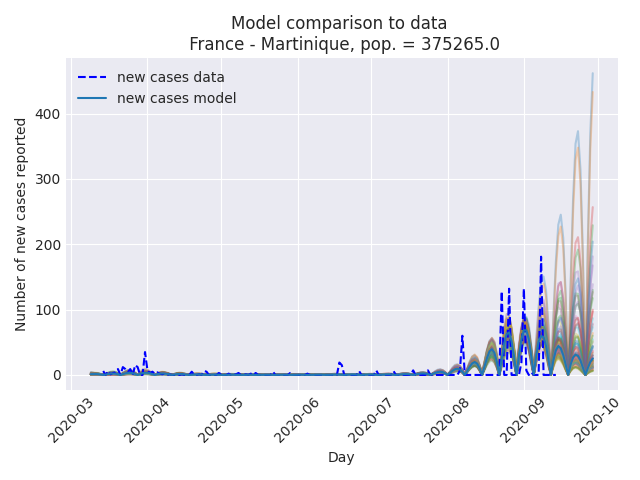 Model comparison to data
France - Martinique, pop. = 375265.0
new cases data
new cases model
Number of new cases reported
400
300
200
100
0
2020-03
2020-04
2020-05
2020-06
2020-07
2020-08
2020-09
2020-10
Day